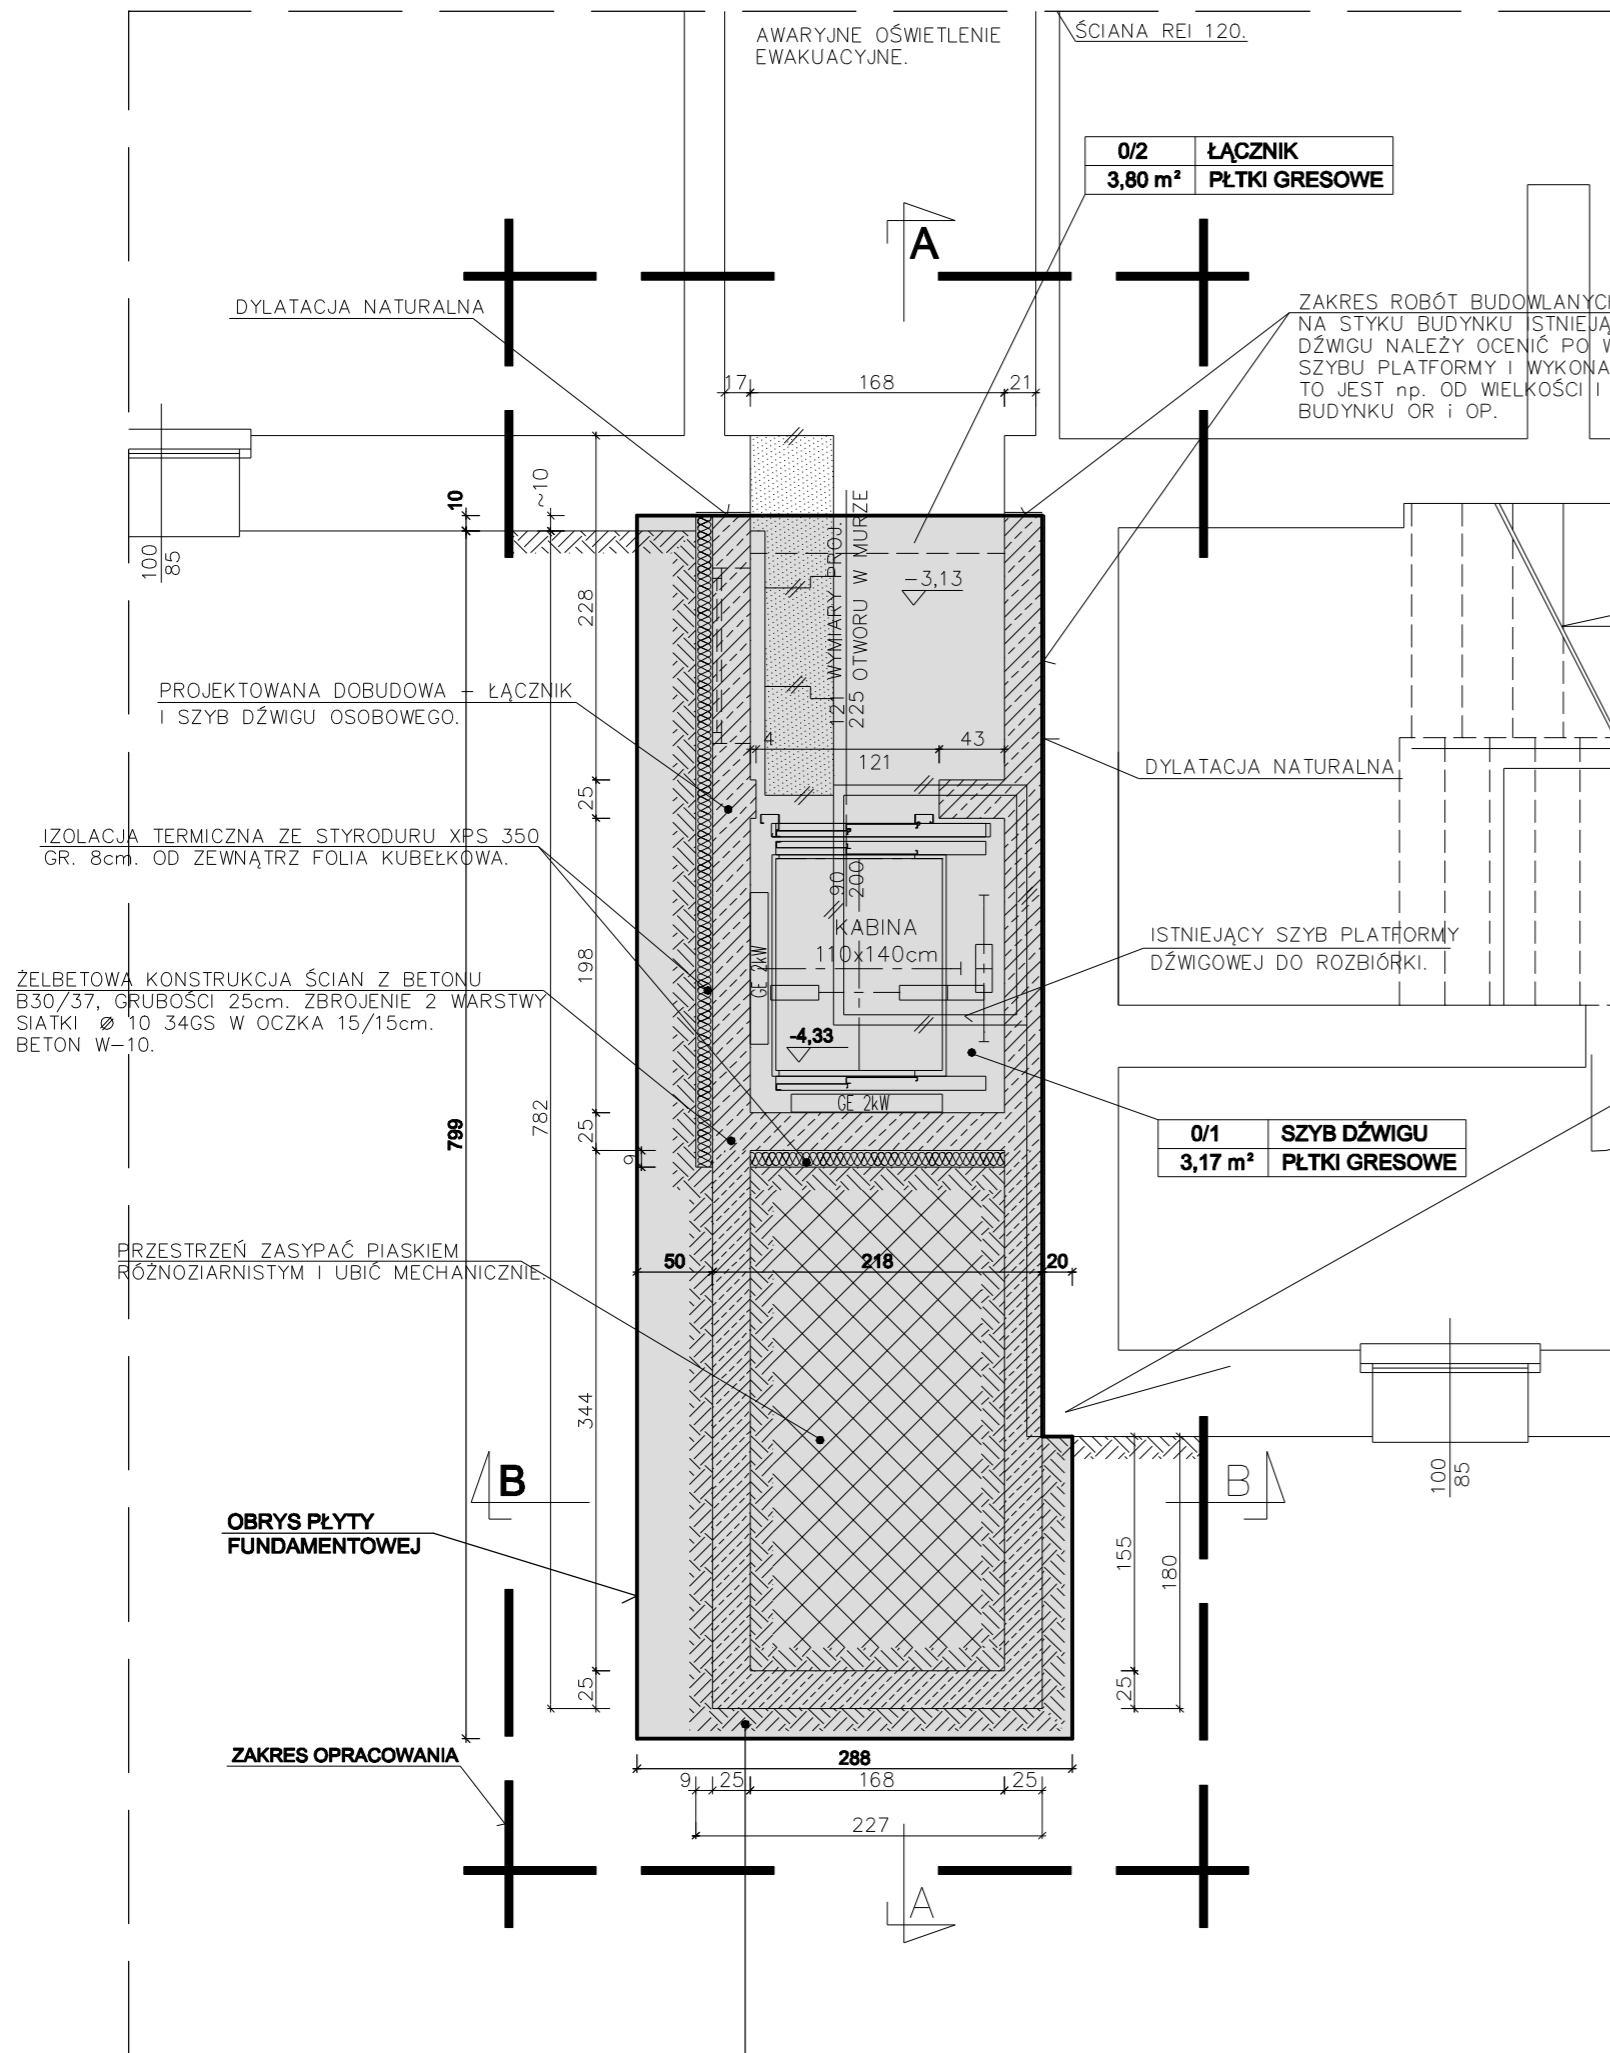 AWARYJNE OŚWIETLENIE
EWAKUACYJNE.
ŚCIANA REI 120.
0/2 ŁĄCZNIK
3,80 m² PŁTKI GRESOWE
A
DYLATACJA NATURALNA
ZAKRES ROBÓT BUDOWLANYC
NA STYKU BUDYNKU ISTNIEJĄ
DŹWIGU NALEŻY OCENIĆ PO W
SZYBU PLATFORMY I WYKONA
TO JEST np. OD WIELKOŚCI I
BUDYNKU OR i OP.
17 168 21
10
~10
100
85
228
WYMIARY PROJ.
OTWORU W MURZE
121
225
-3,13
PROJEKTOWANA DOBUDOWA – ŁĄCZNIK
I SZYB DŹWIGU OSOBOWEGO.
4 121 43
DYLATACJA NATURALNA
25
IZOLACJA TERMICZNA ZE STYRODURU XPS 350
GR. 8cm. OD ZEWNĄTRZ FOLIA KUBEŁKOWA.
90
200
KABINA
110x140cm
GE 2kW
198
ISTNIEJĄCY SZYB PLATFORMY
DŹWIGOWEJ DO ROZBIÓRKI.
ŻELBETOWA KONSTRUKCJA ŚCIAN Z BETONU
B30/37, GRUBOŚCI 25cm. ZBROJENIE 2 WARSTWY
SIATKI Ø 10 34GS W OCZKA 15/15cm.
BETON W–10.
-4,33
GE 2kW
799
782
25
9
0/1 SZYB DŹWIGU
3,17 m² PŁTKI GRESOWE
PRZESTRZEŃ ZASYPAĆ PIASKIEM
RÓŻNOZIARNISTYM I UBIĆ MECHANICZNIE.
50 218 20
344
B
B
100
85
OBRYS PŁYTY
FUNDAMENTOWEJ
155
180
25
25
ZAKRES OPRACOWANIA
288
9 25 168 25
227
A